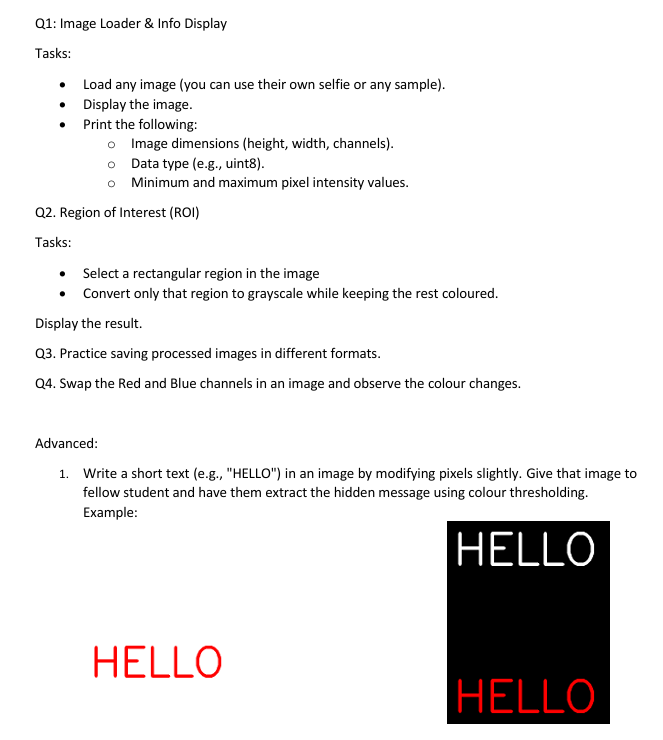 Q1: Image Loader & Info Display
Tasks:
• Load any image (you can use their own selfie or any sample).
• Display the image.
• Print the following:
o Image dimensions (height, width, channels).
o Data type (e.g., uint8).
o Minimum and maximum pixel intensity values.
Q2. Region of Interest (ROI)
Tasks:
• Select a rectangular region in the image
• Convert only that region to grayscale while keeping the rest coloured.
Display the result.
Q3. Practice saving processed images in different formats.
Q4. Swap the Red and Blue channels in an image and observe the colour changes.
Advanced:
1. Write a short text (e.g., "HELLO") in an image by modifying pixels slightly. Give that image to
fellow student and have them extract the hidden message using colour thresholding.
Example:
HELLO
HELLO
HELLO